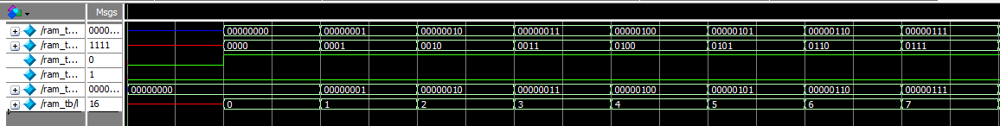 Msgs
/ram_t... 0000... 00000000 00000001 00000010 00000011 00000100 00000101 00000110 00000111
/ram_t... 1111 0000 0001 0010 0011 0100 0101 0110 0111
/ram_t... 0
/ram_t... 1
/ram_t... 0000... 00000000 00000001 00000010 00000011 00000100 00000101 00000110 00000111
/ram_tb/I 16 0 1 2 3 4 5 6 7